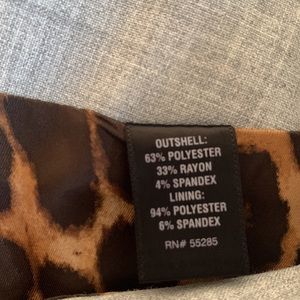 OUTSHELL:
63% POLYESTER
33% RAYON
4% SPANDEX
LINING:
94% POLYESTER
6% SPANDEX
RN# 55285